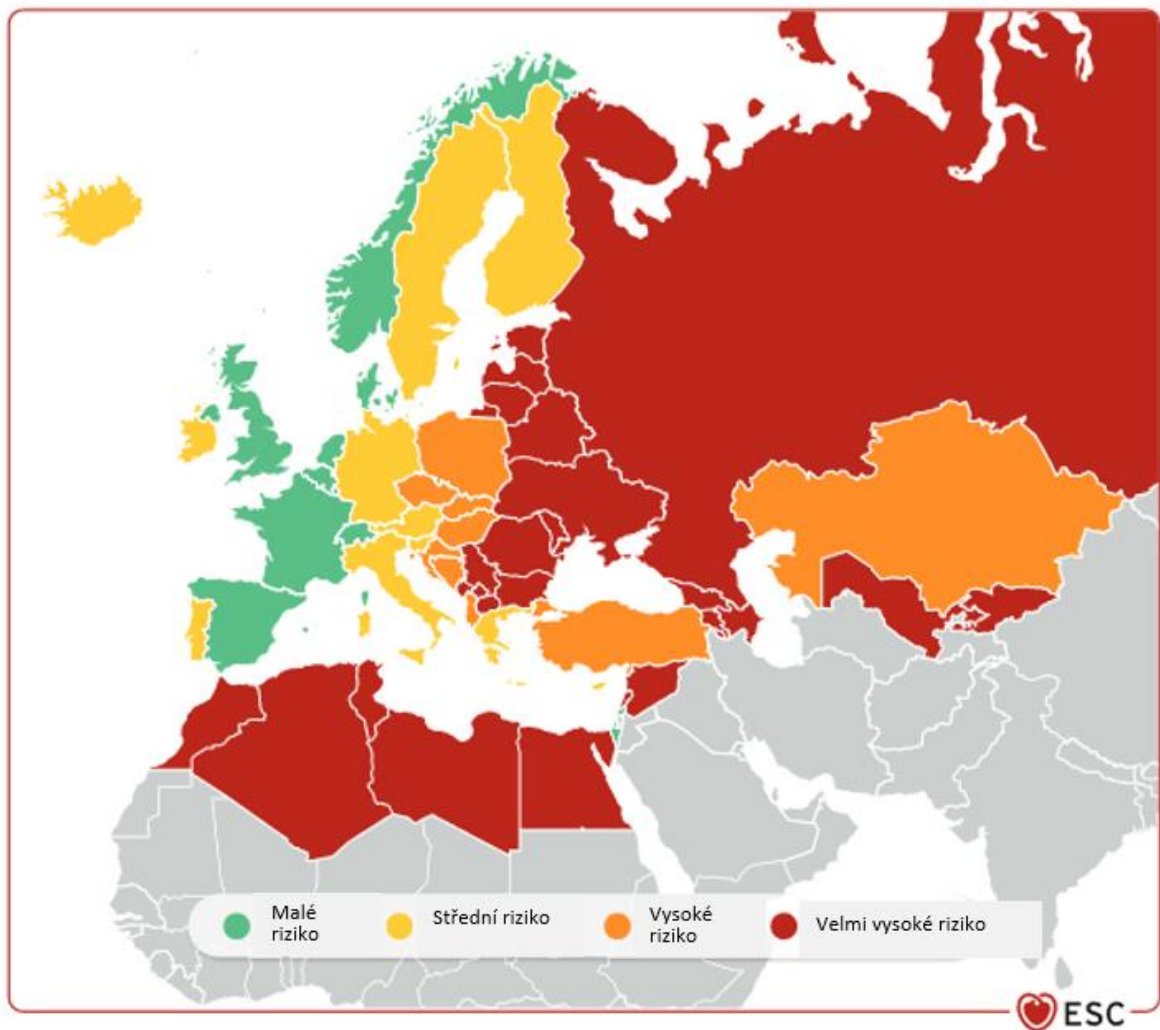 Malé
riziko
Střední riziko
Vysoké
riziko
Velmi vysoké riziko
ESC